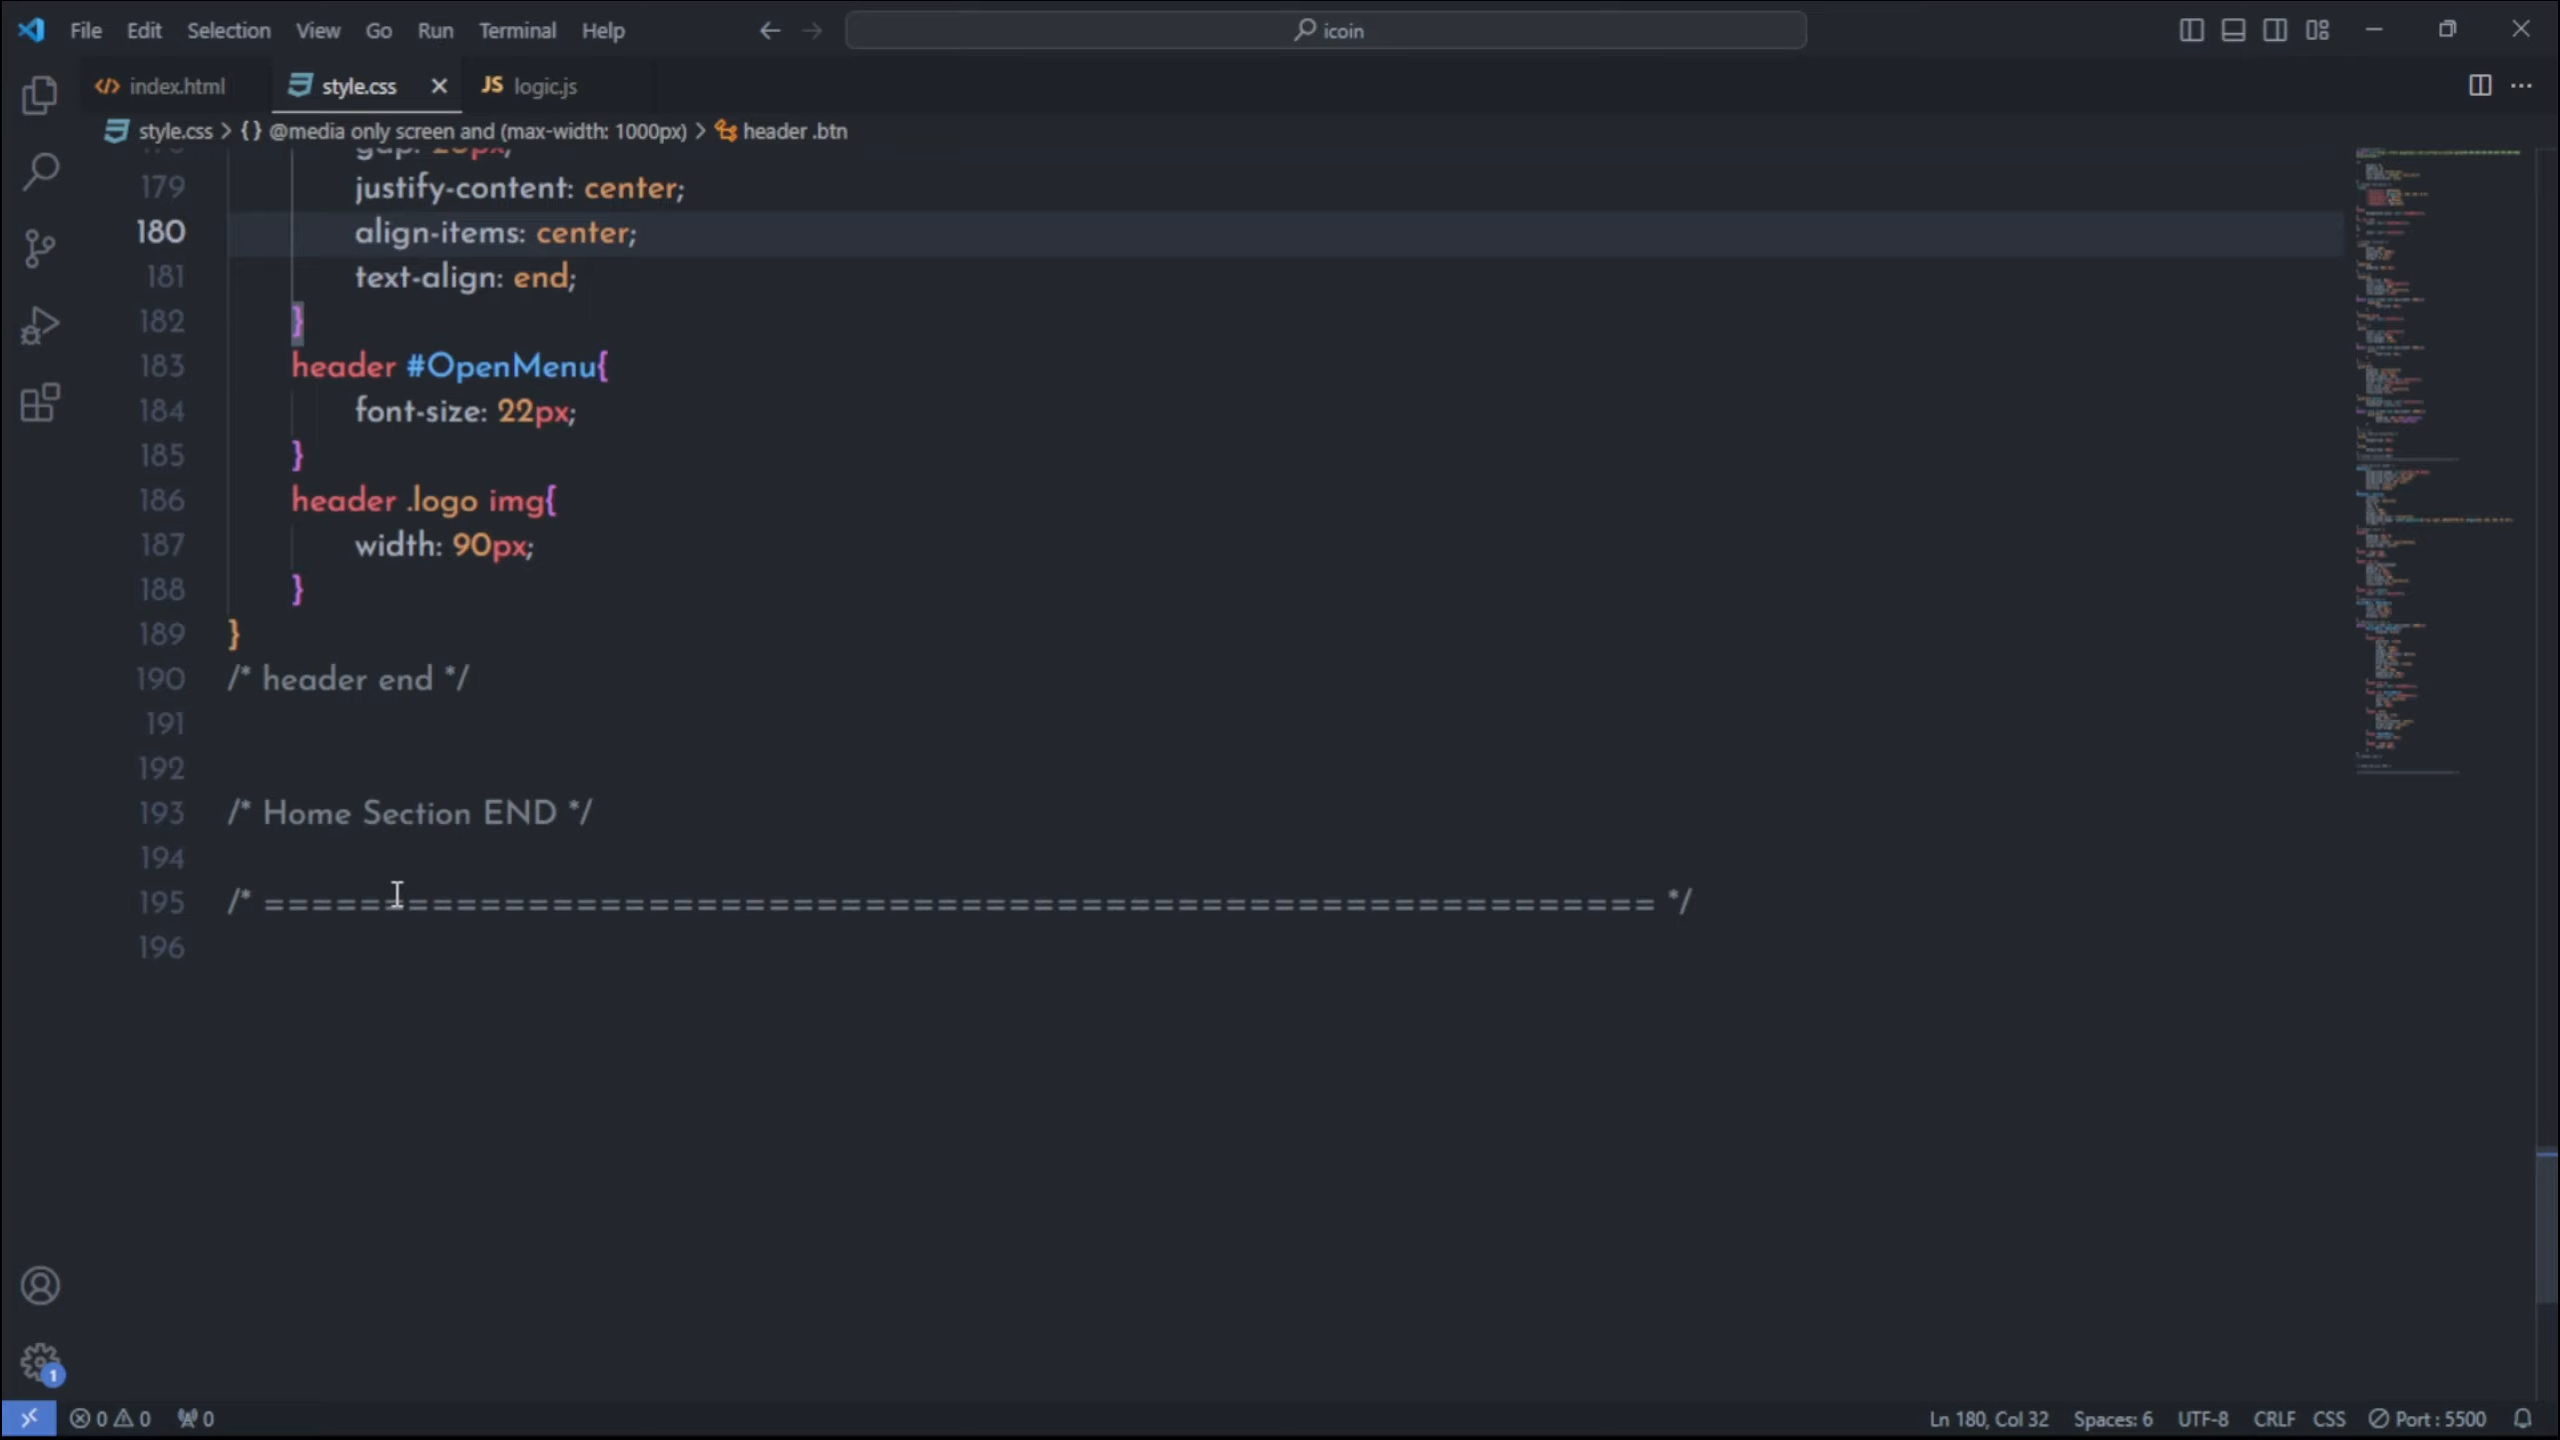 File Edit Selection View Go Run Terminal Help
icoin
index.html
style.css
JS logic.js
style.css > {} @media only screen and (max-width: 1000px) > header .btn
179 justify-content: center;
180 align-items: center;
181 text-align: end;
182 }
183 header #OpenMenu{
184 font-size: 22px;
185 }
186 header .logo img{
187 width: 90px;
188 }
189 }
190 /* header end */
191
192
193 /* Home Section END */
194
195 /* ========================================================== */
196
1
0 0 0
Ln 180, Col 32 Spaces: 6 UTF-8 CRLF CSS Port : 5500